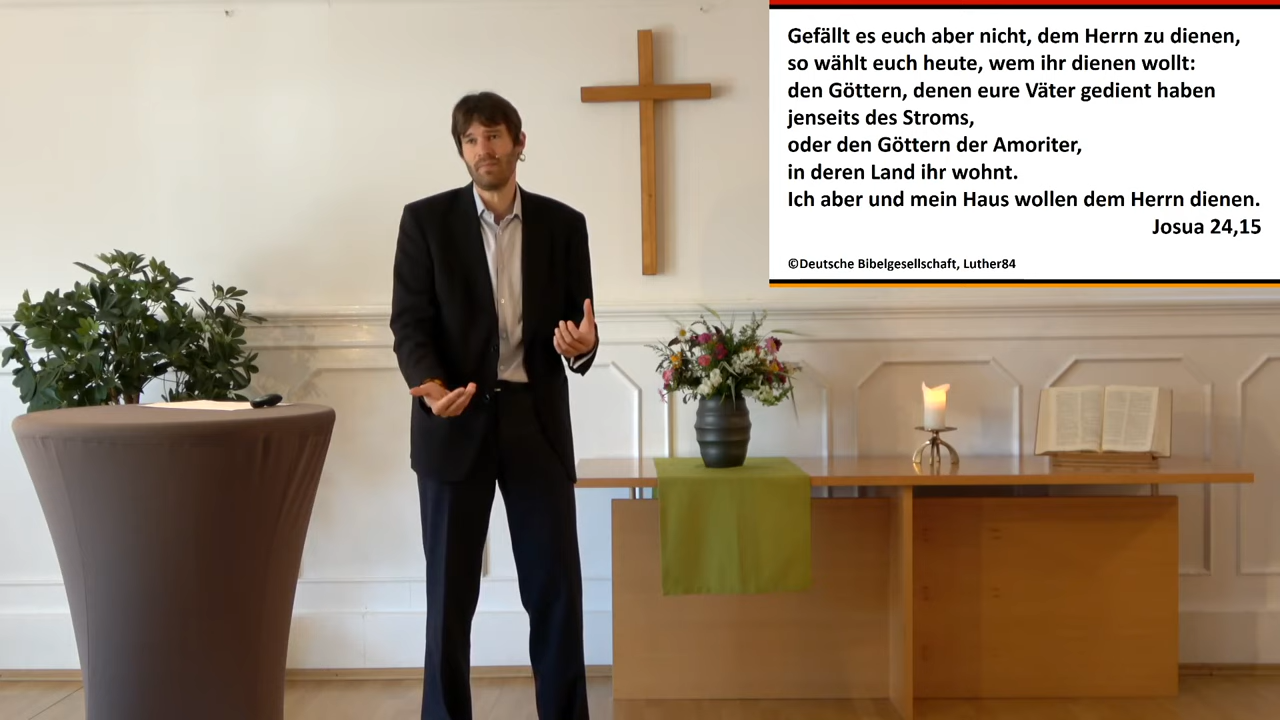 Gefällt es euch aber nicht, dem Herrn zu dienen,
so wählt euch heute, wem ihr dienen wollt:
den Göttern, denen eure Väter gedient haben
jenseits des Stroms,
oder den Göttern der Amoriter,
in deren Land ihr wohnt.
Ich aber und mein Haus wollen dem Herrn dienen.
Josua 24,15
©Deutsche Bibelgesellschaft, Luther84